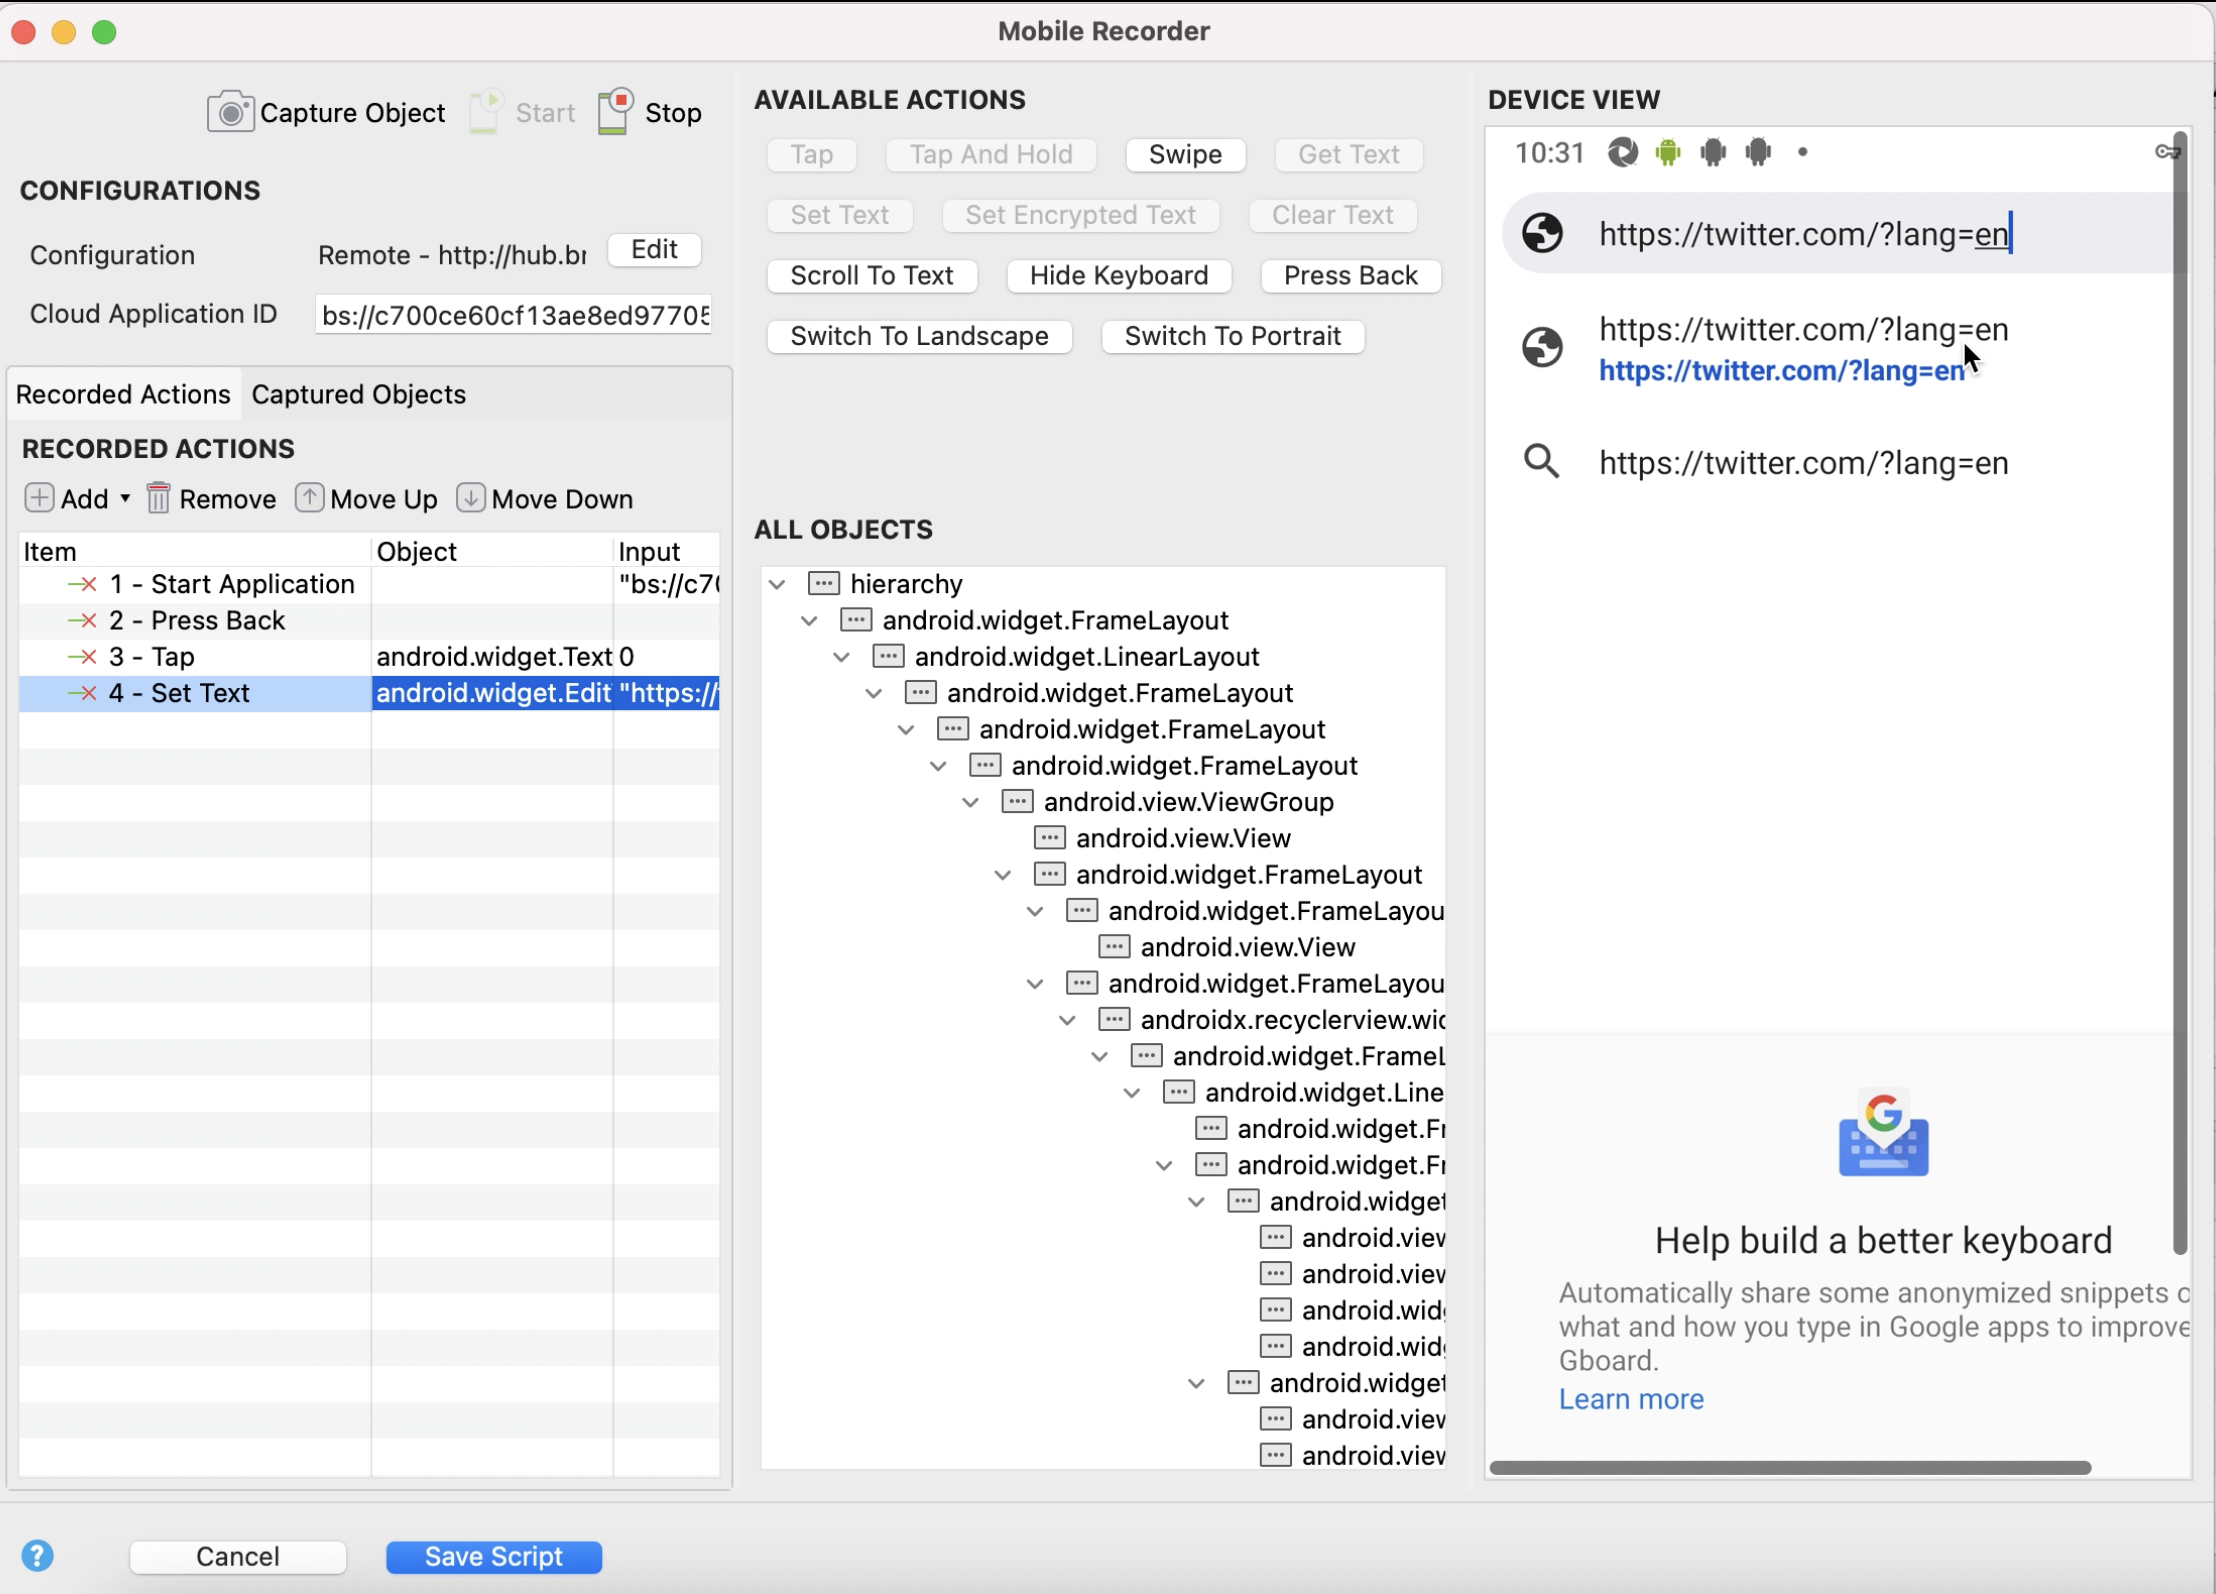 Mobile Recorder
Capture Object
Start
Stop
CONFIGURATIONS
Configuration
Remote - http://hub.br
Edit
Cloud Application ID
bs://c700ce60cf13ae8ed97705
Recorded Actions
Captured Objects
RECORDED ACTIONS
Add
Remove
Move Up
Move Down
Item Object Input
1 - Start Application "bs://c70
2 - Press Back
3 - Tap android.widget.Text 0
4 - Set Text android.widget.Edit "https://
AVAILABLE ACTIONS
Tap
Tap And Hold
Swipe
Get Text
Set Text
Set Encrypted Text
Clear Text
Scroll To Text
Hide Keyboard
Press Back
Switch To Landscape
Switch To Portrait
ALL OBJECTS
hierarchy
android.widget.FrameLayout
android.widget.LinearLayout
android.widget.FrameLayout
android.widget.FrameLayout
android.widget.FrameLayout
android.view.ViewGroup
android.view.View
android.widget.FrameLayout
android.widget.FrameLayou
android.view.View
android.widget.FrameLayou
androidx.recyclerview.wid
android.widget.FrameL
android.widget.Line
android.widget.Fr
android.widget.Fr
android.widget
android.view
android.view
android.widg
android.widg
android.widget
android.view
android.view
DEVICE VIEW
10:31
https://twitter.com/?lang=en
https://twitter.com/?lang=en
https://twitter.com/?lang=en
https://twitter.com/?lang=en
Help build a better keyboard
Automatically share some anonymized snippets o
what and how you type in Google apps to improve
Gboard.
Learn more
?
Cancel
Save Script